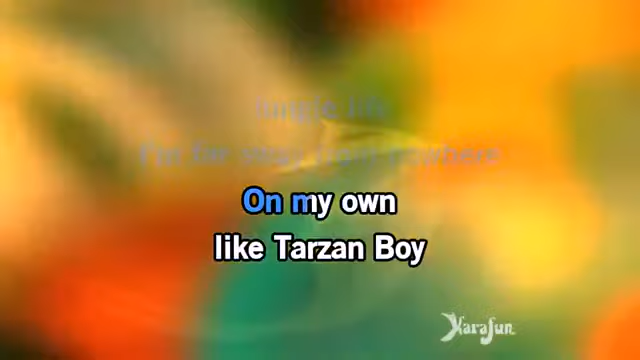 Jungle life
I'm far away from nowhere
On my own
like Tarzan Boy
KaraFun